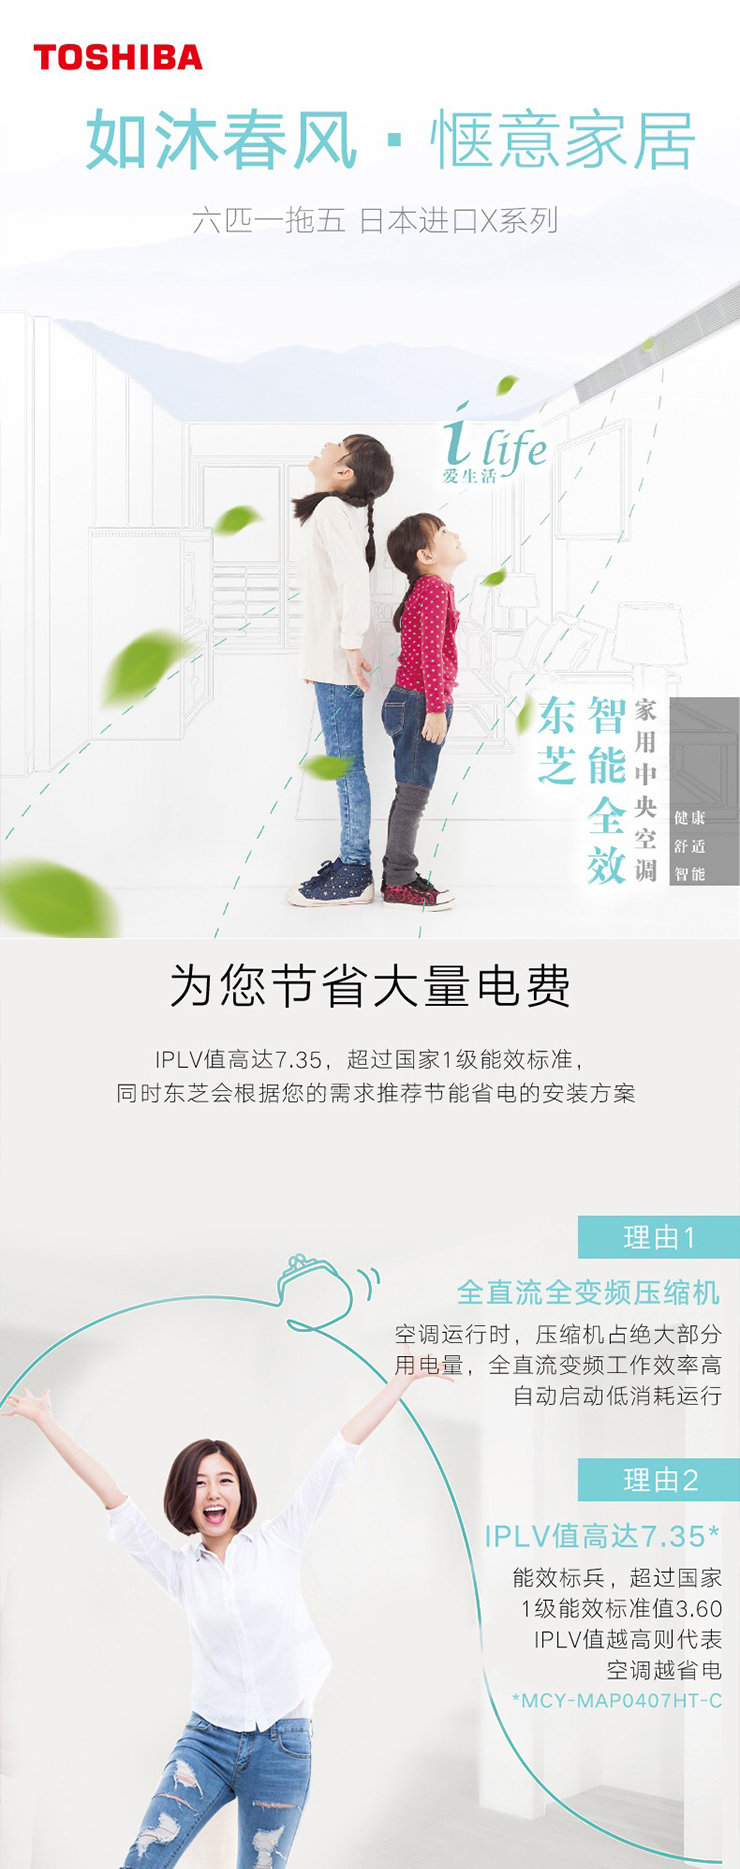 TOSHIBA
如沐春风·惬意家居
六匹一拖五 日本进口X系列
i life
爱生活
东芝
智能全效
家用中央空调
健康
舒适
智能
为您节省大量电费
IPLV值高达7.35，超过国家1级能效标准，
同时东芝会根据您的需求推荐节能省电的安装方案
理由1
全直流全变频压缩机
空调运行时，压缩机占绝大部分
用电量，全直流变频工作效率高
自动启动低消耗运行
理由2
IPLV值高达7.35*
能效标兵，超过国家
1级能效标准值3.60
IPLV值越高则代表
空调越省电
*MCY-MAP0407HT-C